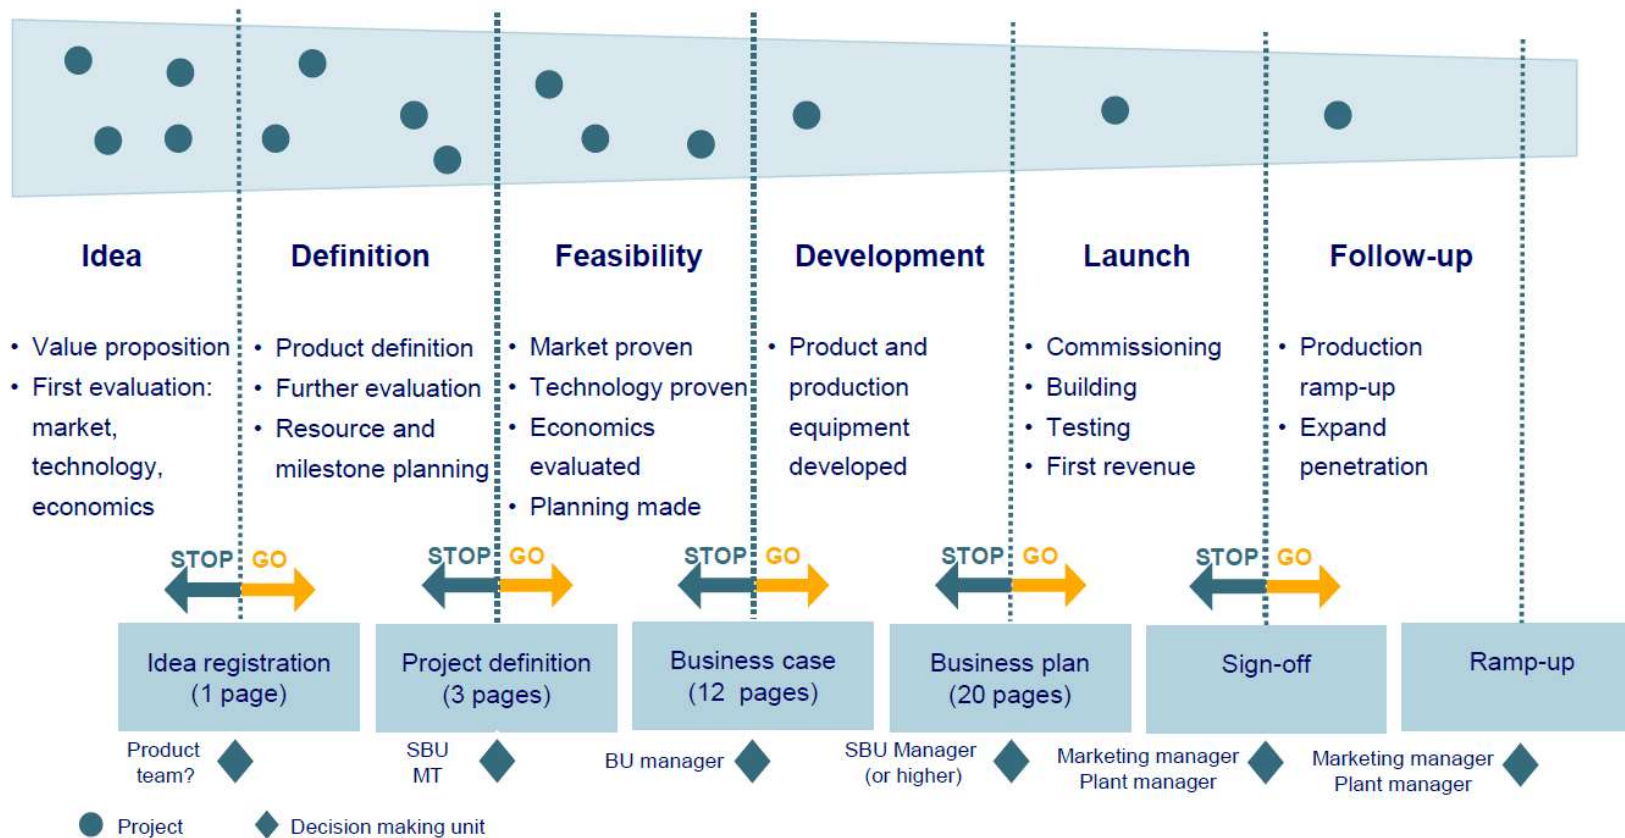 Idea
Definition
Feasibility
Development
Launch
Follow-up
• Value proposition
• First evaluation:
market,
technology,
economics
• Product definition
• Further evaluation
• Resource and
milestone planning
• Market proven
• Technology proven
• Economics
evaluated
• Planning made
• Product and
production
equipment
developed
• Commissioning
• Building
• Testing
• First revenue
• Production
ramp-up
• Expand
penetration
STOP GO
STOP GO
STOP GO
STOP GO
STOP GO
Idea registration
(1 page)
Project definition
(3 pages)
Business case
(12 pages)
Business plan
(20 pages)
Sign-off
Ramp-up
Product
team?
SBU
MT
BU manager
SBU Manager
(or higher)
Marketing manager
Plant manager
Marketing manager
Plant manager
Project
Decision making unit